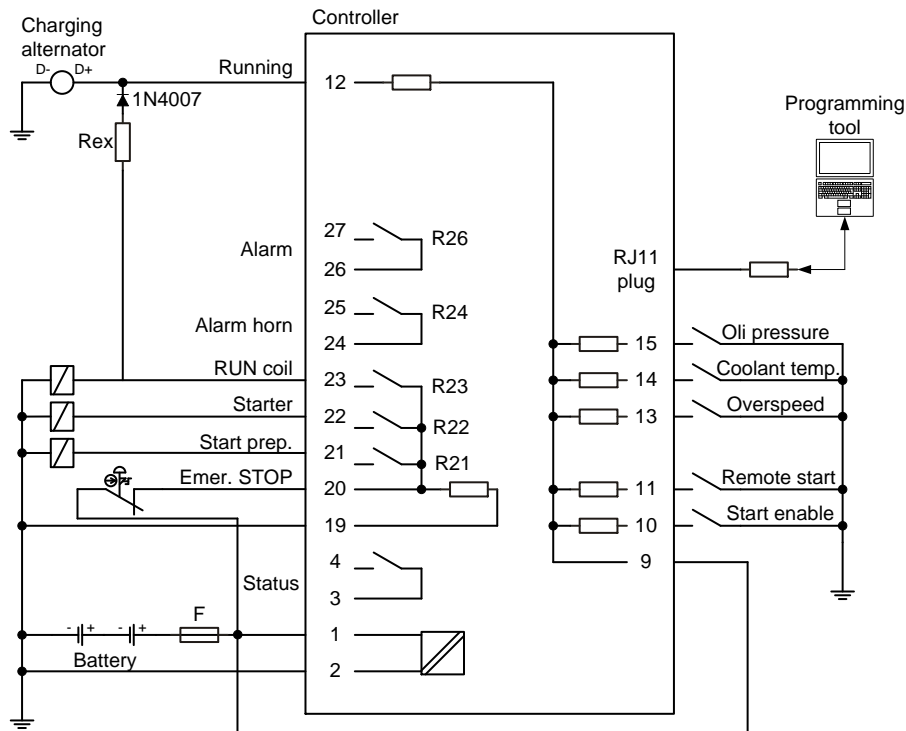 Controller
Charging
alternator
D- D+
Running
12
1N4007
Rex
Programming
tool
27
R26
Alarm
26
RJ11
plug
25
R24
Alarm horn
24
15
Oli pressure
RUN coil
23
R23
14
Coolant temp.
Starter
22
R22
13
Overspeed
Start prep.
21
R21
Emer. STOP
20
11
Remote start
19
10
Start enable
4
9
Status
3
F
- + - +
1
Battery
2